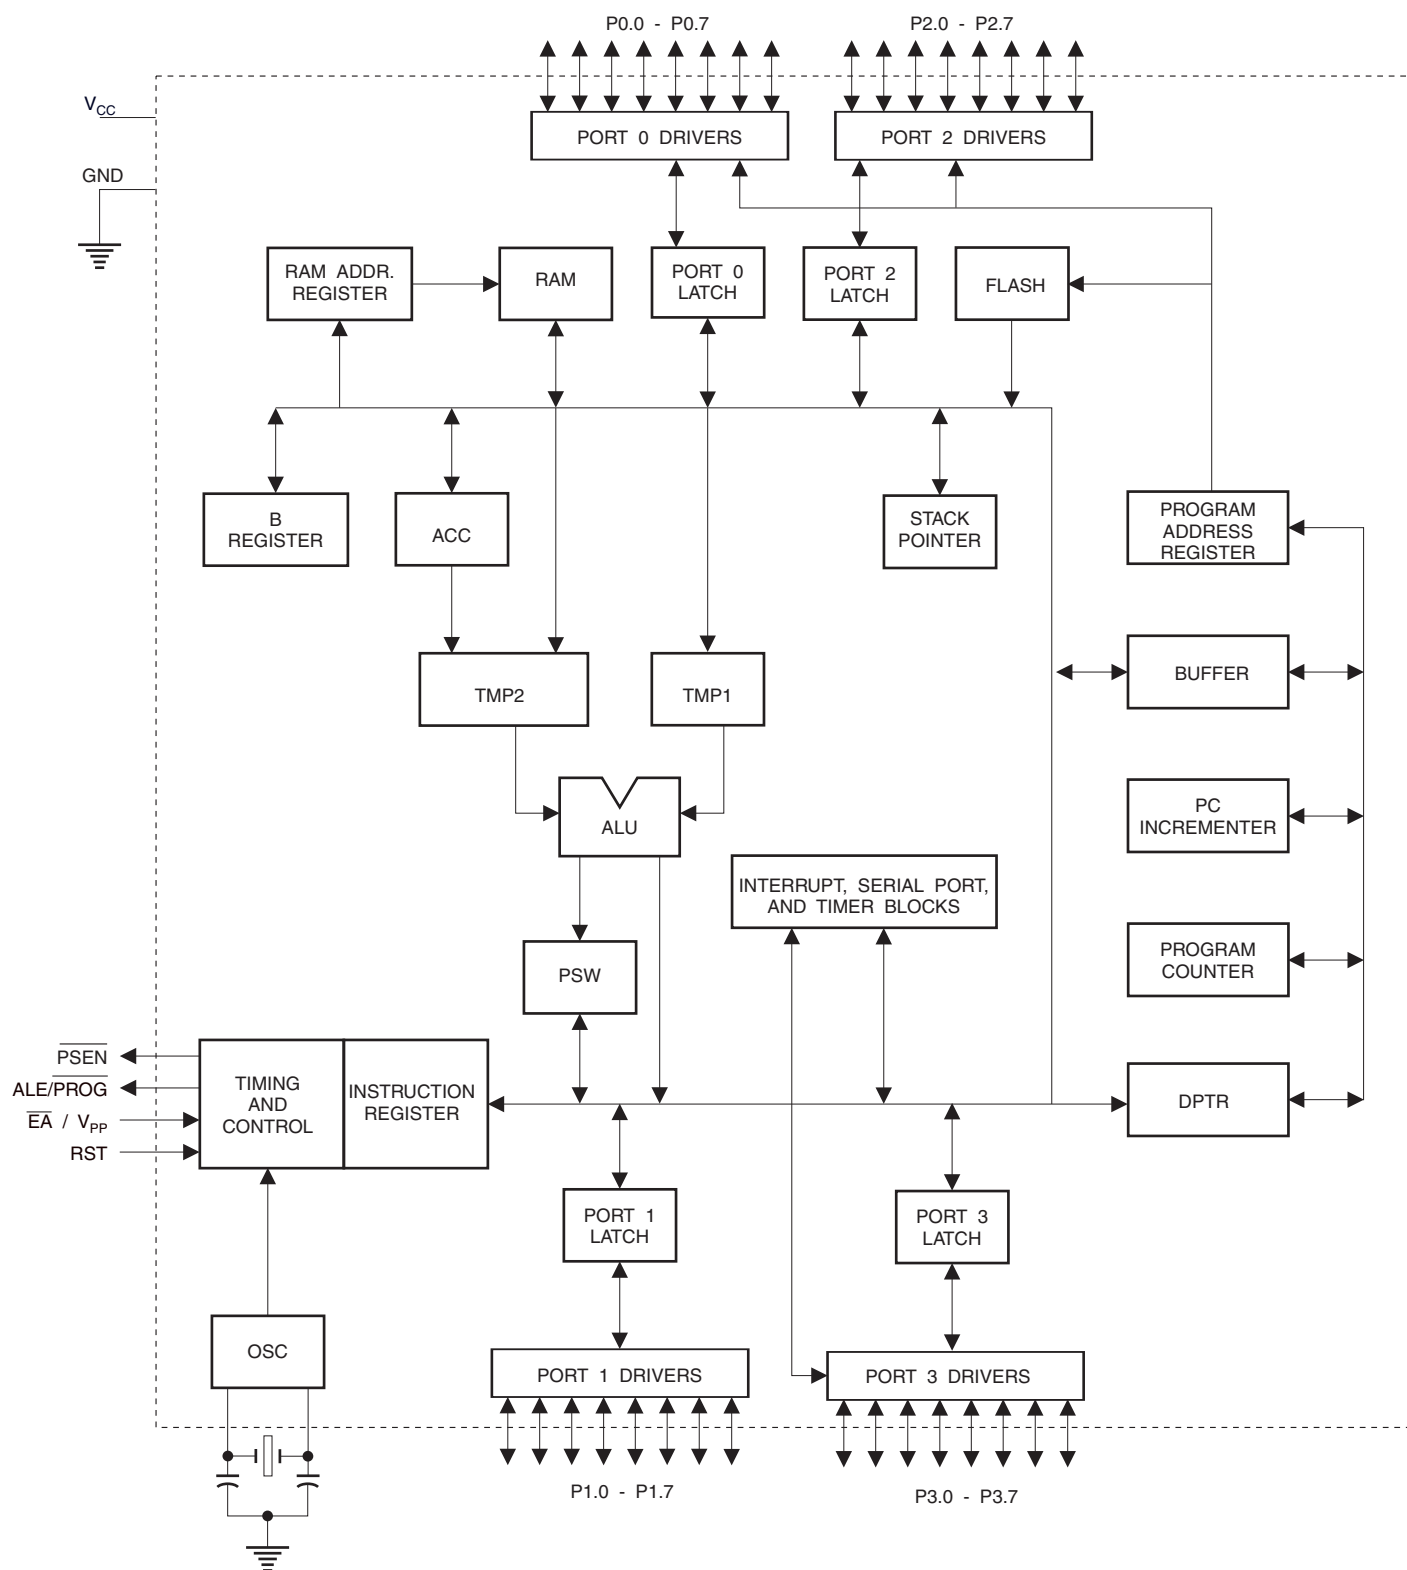 P0.0 - P0.7
P2.0 - P2.7
VCC
PORT 0 DRIVERS
PORT 2 DRIVERS
GND
RAM ADDR.
REGISTER
RAM
PORT 0
LATCH
PORT 2
LATCH
FLASH
B
REGISTER
ACC
STACK
POINTER
PROGRAM
ADDRESS
REGISTER
TMP2
TMP1
BUFFER
ALU
PC
INCREMENTER
INTERRUPT, SERIAL PORT,
AND TIMER BLOCKS
PSW
PROGRAM
COUNTER
PSEN
ALE/PROG
EA / VPP
RST
TIMING
AND
CONTROL
INSTRUCTION
REGISTER
DPTR
PORT 1
LATCH
PORT 3
LATCH
OSC
PORT 1 DRIVERS
PORT 3 DRIVERS
P1.0 - P1.7
P3.0 - P3.7